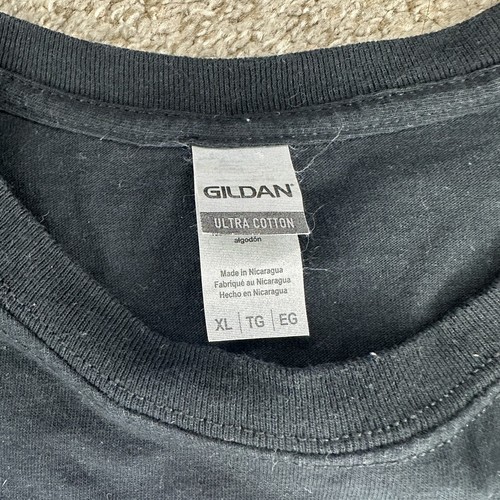 GILDAN
ULTRA COTTON
algodón
Made in Nicaragua
Fabriqué au Nicaragua
Hecho en Nicaragua
XL | TG | EG